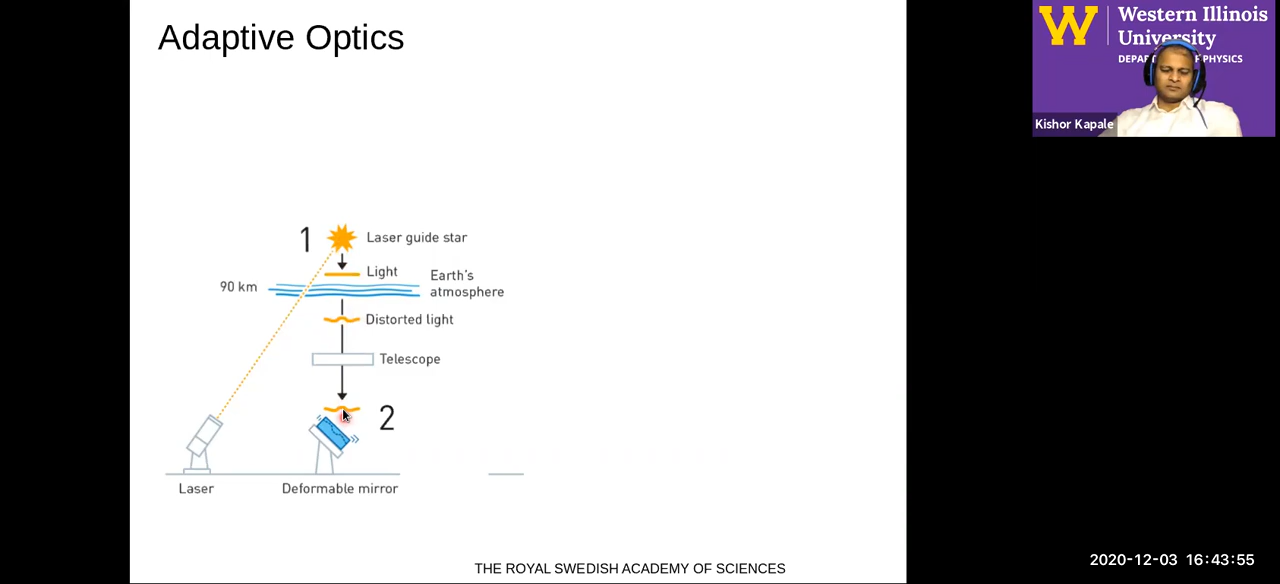 Adaptive Optics
1
Laser guide star
Light
Earth's
atmosphere
90 km
Distorted light
Telescope
2
Laser
Deformable mirror
THE ROYAL SWEDISH ACADEMY OF SCIENCES
W
Western Illinois
University
PHYSICS
Kishor Kapale
2020-12-03 16:43:55